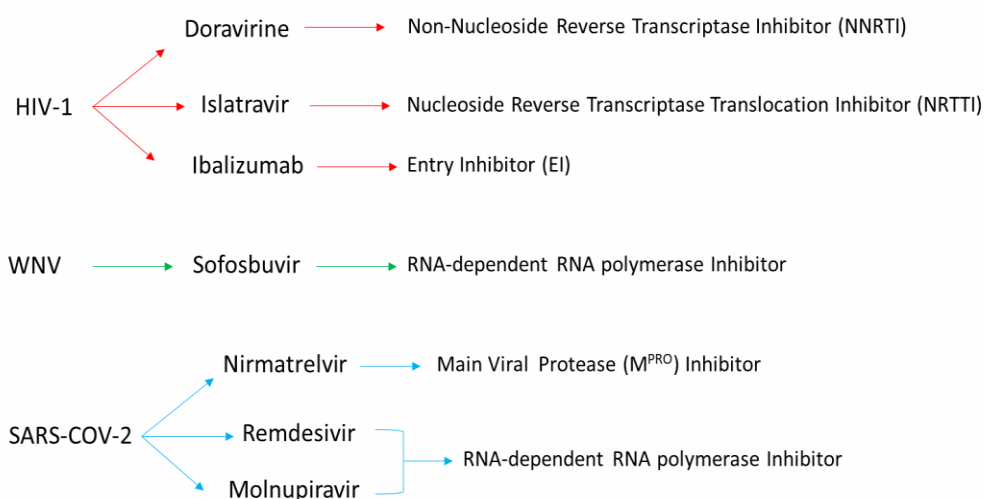 Doravirine Non-Nucleoside Reverse Transcriptase Inhibitor (NNRTI)
HIV-1 Islatravir Nucleoside Reverse Transcriptase Translocation Inhibitor (NRTTI)
Ibalizumab Entry Inhibitor (EI)
WNV Sofosbuvir RNA-dependent RNA polymerase Inhibitor
Nirmatrelvir Main Viral Protease (Mᴾᴿᴼ) Inhibitor
SARS-COV-2 Remdesivir
RNA-dependent RNA polymerase Inhibitor
Molnupiravir